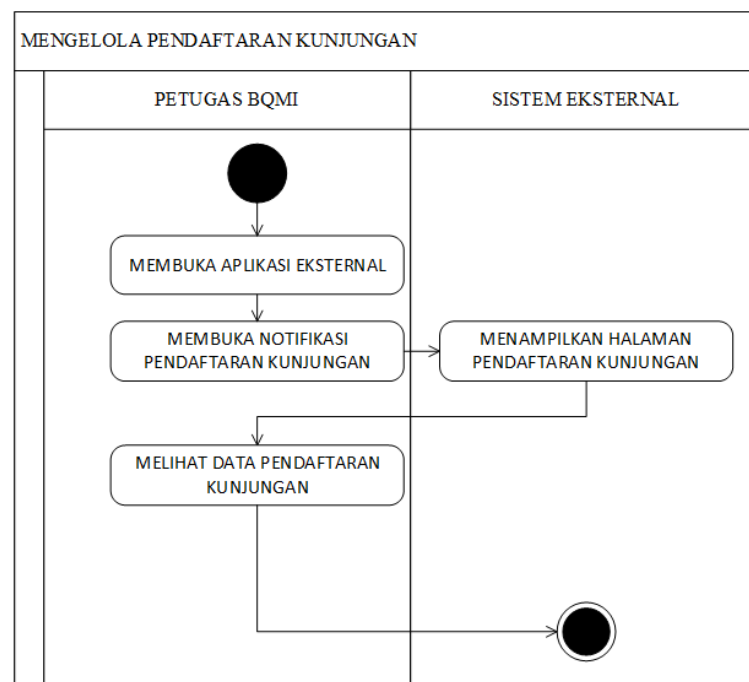 MENGELOLA PENDAFTARAN KUNJUNGAN
PETUGAS BQMI
SISTEM EKSTERNAL
MEMBUKA APLIKASI EKSTERNAL
MEMBUKA NOTIFIKASI
PENDAFTARAN KUNJUNGAN
MENAMPILKAN HALAMAN
PENDAFTARAN KUNJUNGAN
MELIHAT DATA PENDAFTARAN
KUNJUNGAN